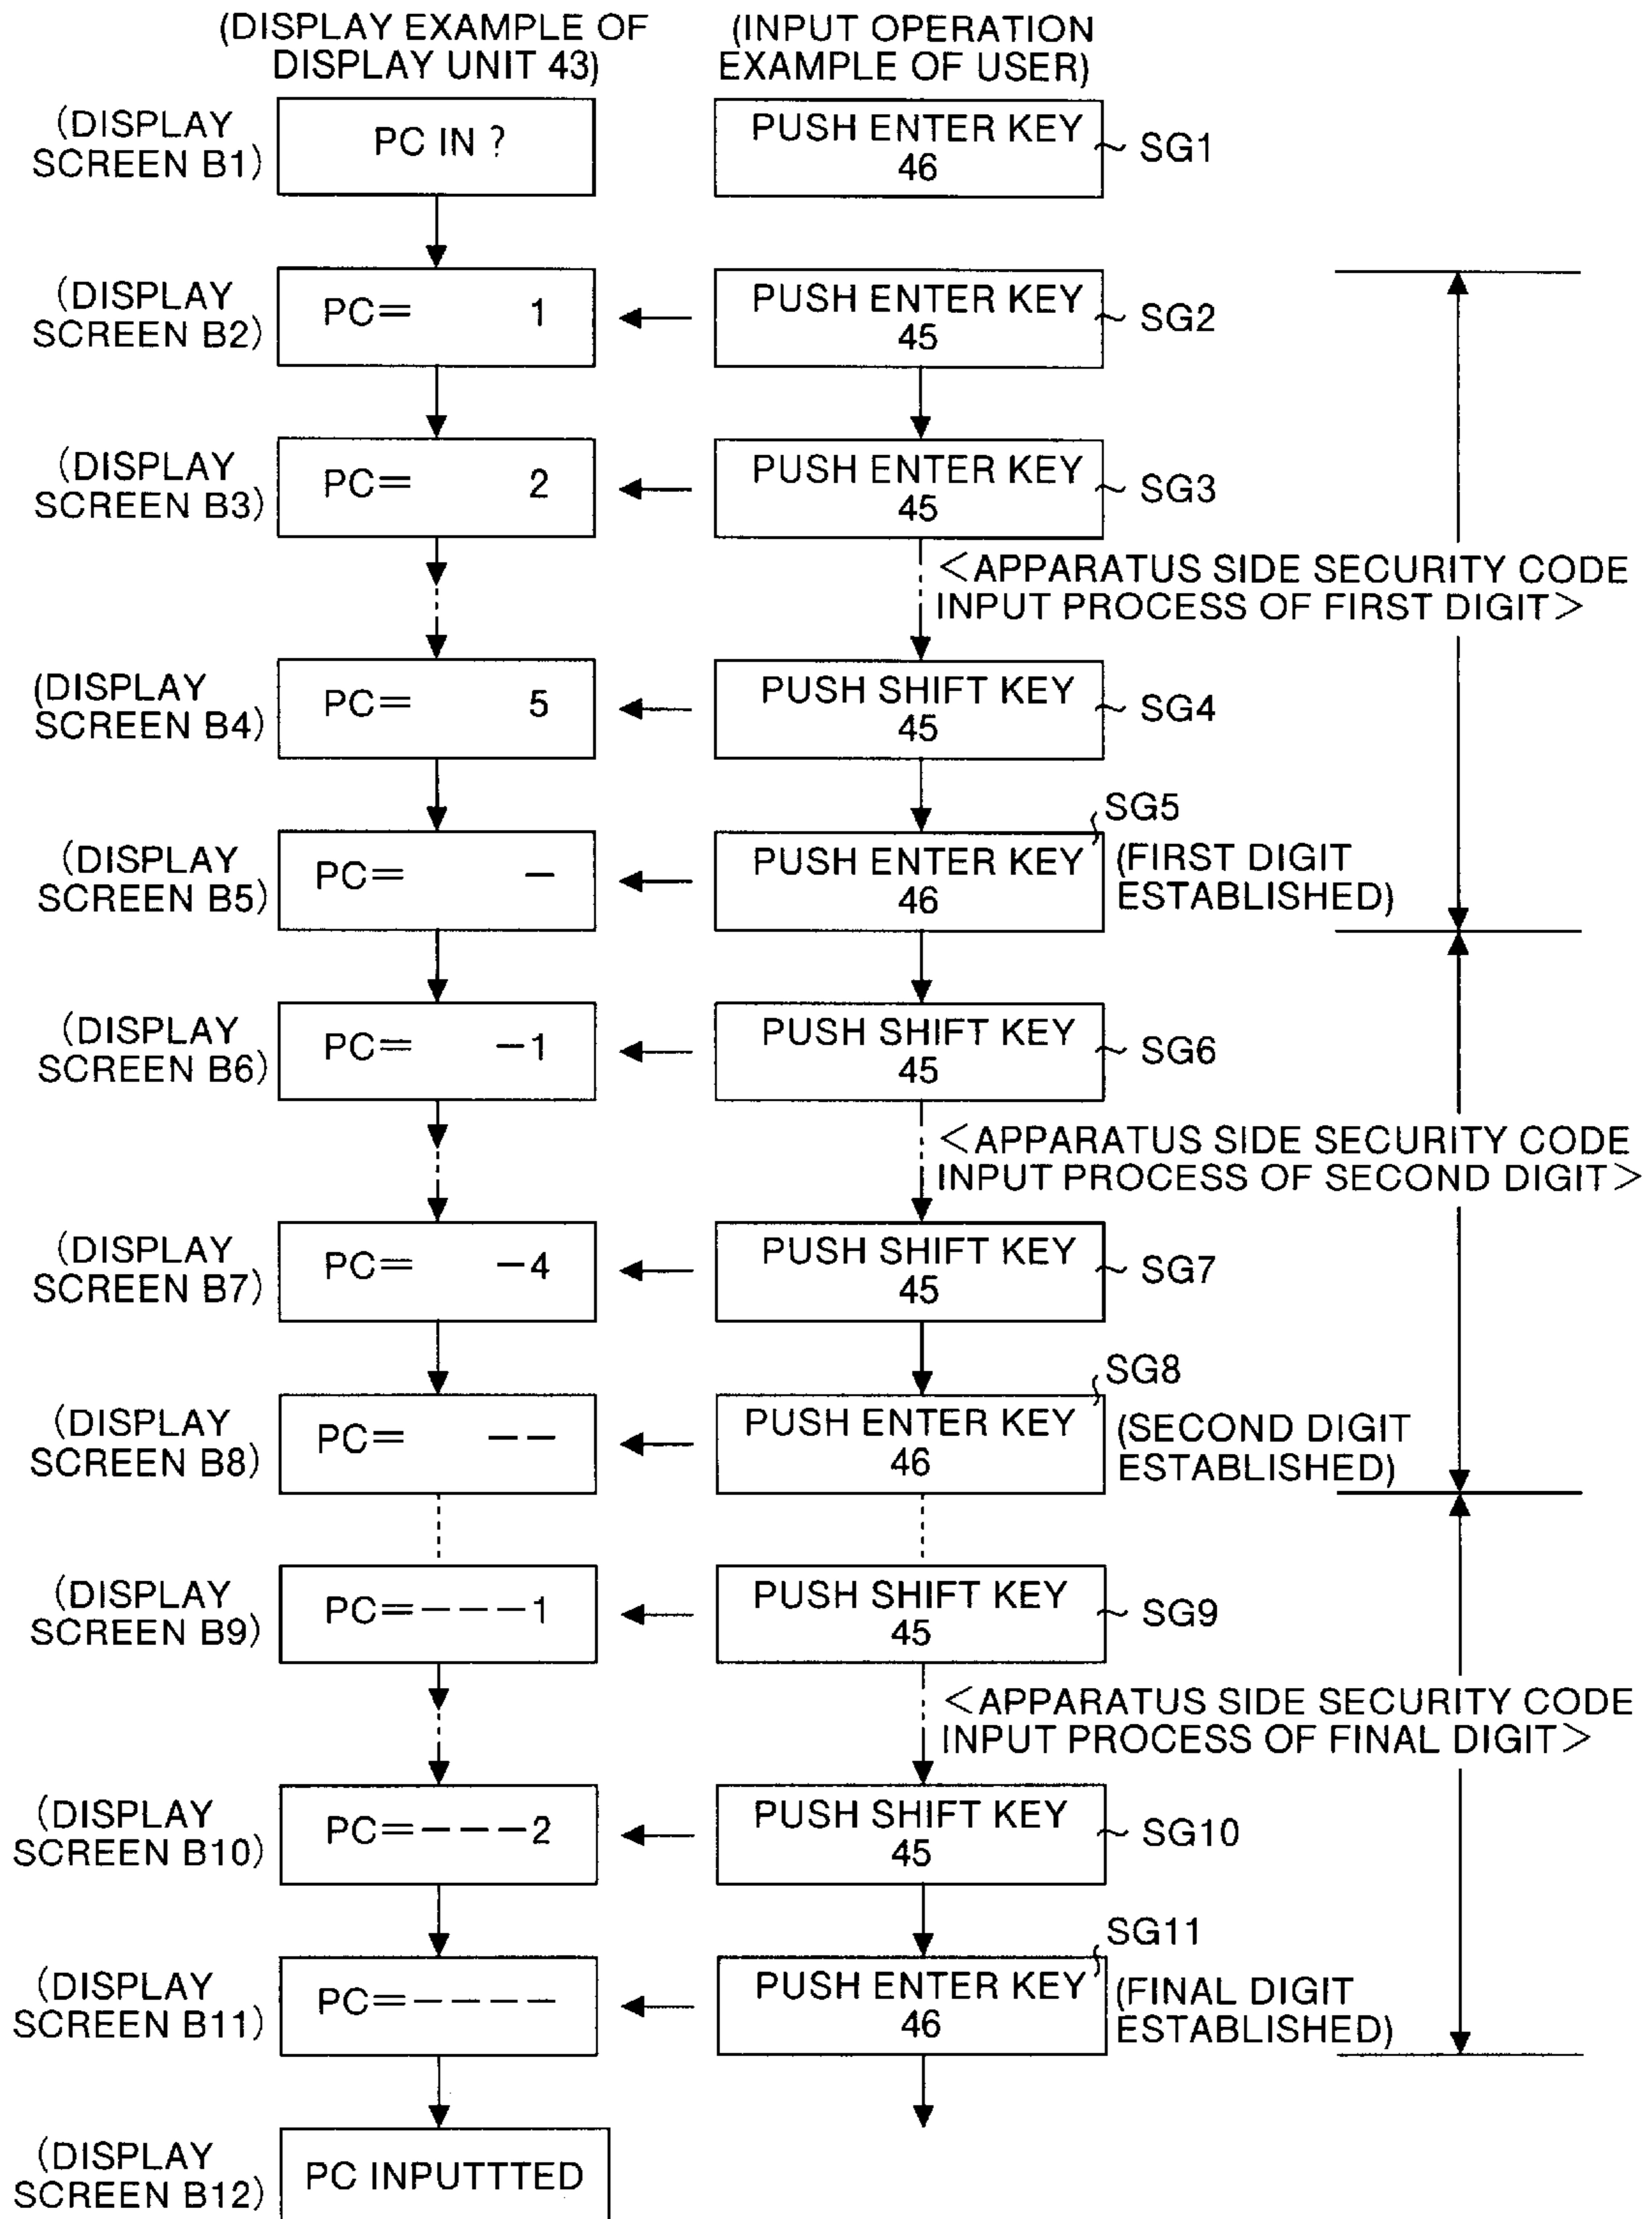 (DISPLAY EXAMPLE OF
DISPLAY UNIT 43)
(INPUT OPERATION
EXAMPLE OF USER)
(DISPLAY
SCREEN B1)
PC IN ?
PUSH ENTER KEY
46
SG1
(DISPLAY
SCREEN B2)
PC= 1
PUSH ENTER KEY
45
SG2
(DISPLAY
SCREEN B3)
PC= 2
PUSH ENTER KEY
45
SG3
<APPARATUS SIDE SECURITY CODE
INPUT PROCESS OF FIRST DIGIT>
(DISPLAY
SCREEN B4)
PC= 5
PUSH SHIFT KEY
45
SG4
(DISPLAY
SCREEN B5)
PC= –
PUSH ENTER KEY
46
SG5
(FIRST DIGIT
ESTABLISHED)
(DISPLAY
SCREEN B6)
PC= –1
PUSH SHIFT KEY
45
SG6
<APPARATUS SIDE SECURITY CODE
INPUT PROCESS OF SECOND DIGIT>
(DISPLAY
SCREEN B7)
PC= –4
PUSH SHIFT KEY
45
SG7
(DISPLAY
SCREEN B8)
PC= ––
PUSH ENTER KEY
46
SG8
(SECOND DIGIT
ESTABLISHED)
(DISPLAY
SCREEN B9)
PC=–––1
PUSH SHIFT KEY
45
SG9
<APPARATUS SIDE SECURITY CODE
INPUT PROCESS OF FINAL DIGIT>
(DISPLAY
SCREEN B10)
PC=–––2
PUSH SHIFT KEY
45
SG10
(DISPLAY
SCREEN B11)
PC=––––
PUSH ENTER KEY
46
SG11
(FINAL DIGIT
ESTABLISHED)
(DISPLAY
SCREEN B12)
PC INPUTTTED